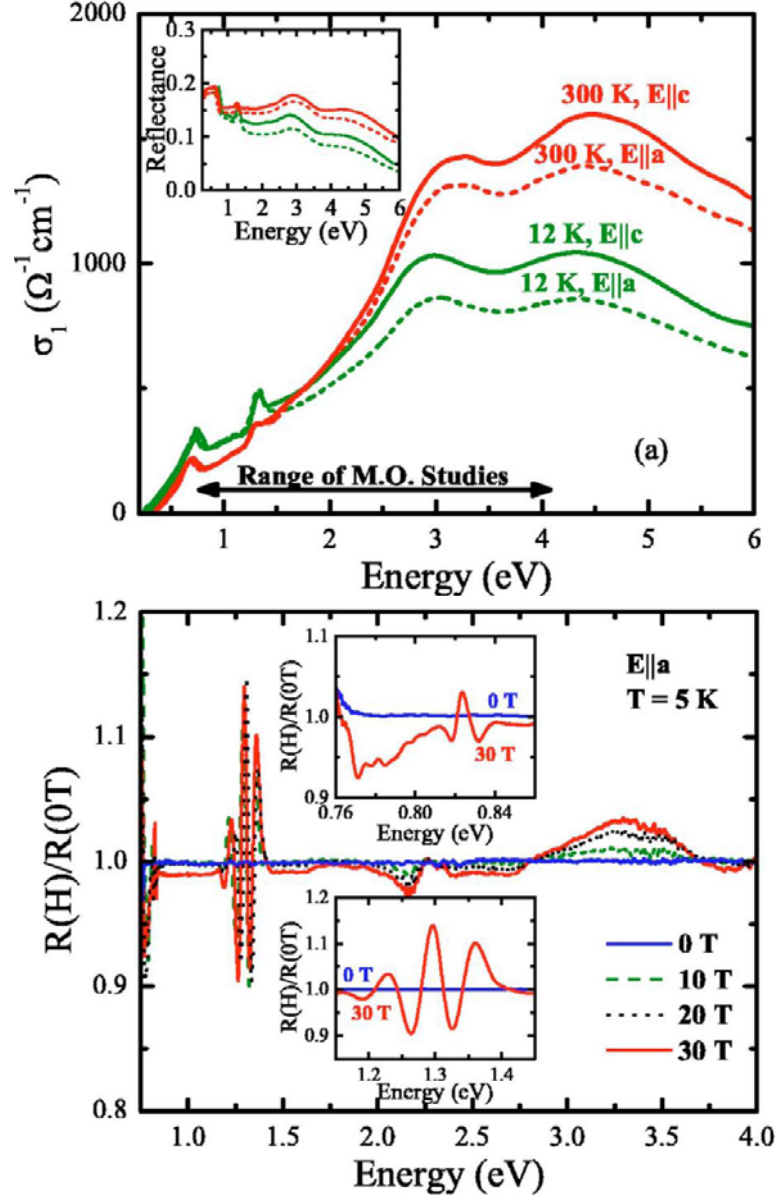 2000
1000
0
σ₁ (Ω⁻¹cm⁻¹)
0.3
0.2
0.1
0.0
Reflectance
1 2 3 4 5 6
Energy (eV)
300 K, E||c
300 K, E||a
12 K, E||c
12 K, E||a
(a)
Range of M.O. Studies
1 2 3 4 5 6
Energy (eV)
1.2
1.1
1.0
0.9
0.8
R(H)/R(0T)
1.1
1.0
0.9
R(H)/R(0T)
0 T
30 T
0.76 0.80 0.84
Energy (eV)
E||a
T = 5 K
1.2
1.1
1.0
0.9
R(H)/R(0T)
0 T
30 T
1.2 1.3 1.4
Energy (eV)
0 T
10 T
20 T
30 T
1.0 1.5 2.0 2.5 3.0 3.5 4.0
Energy (eV)